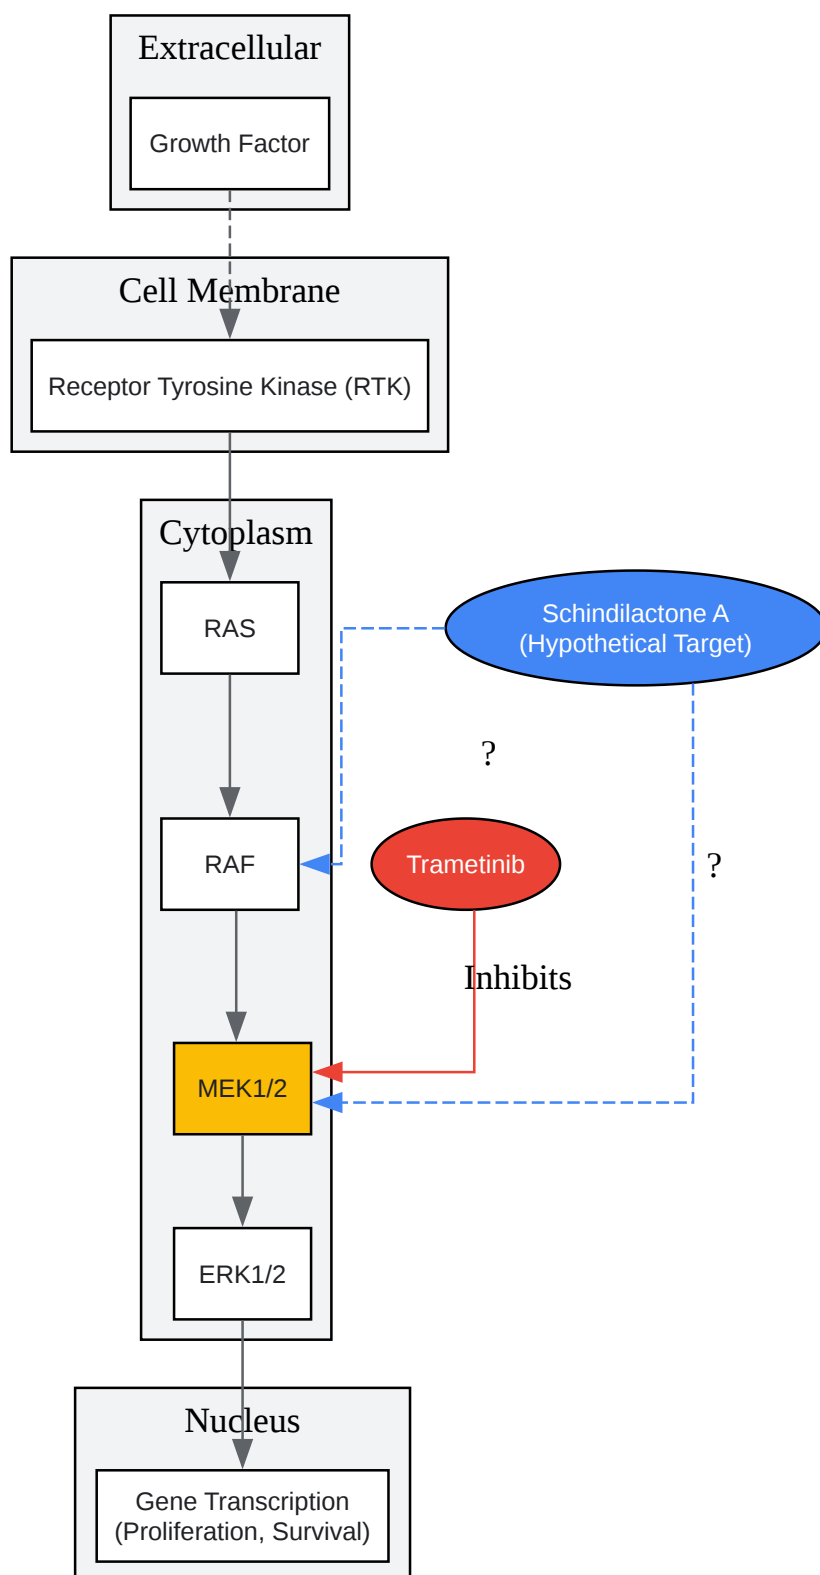 Extracellular
Growth Factor
Cell Membrane
Receptor Tyrosine Kinase (RTK)
Cytoplasm
RAS
Schindilactone A
(Hypothetical Target)
?
RAF
Trametinib
?
Inhibits
MEK1/2
ERK1/2
Nucleus
Gene Transcription
(Proliferation, Survival)